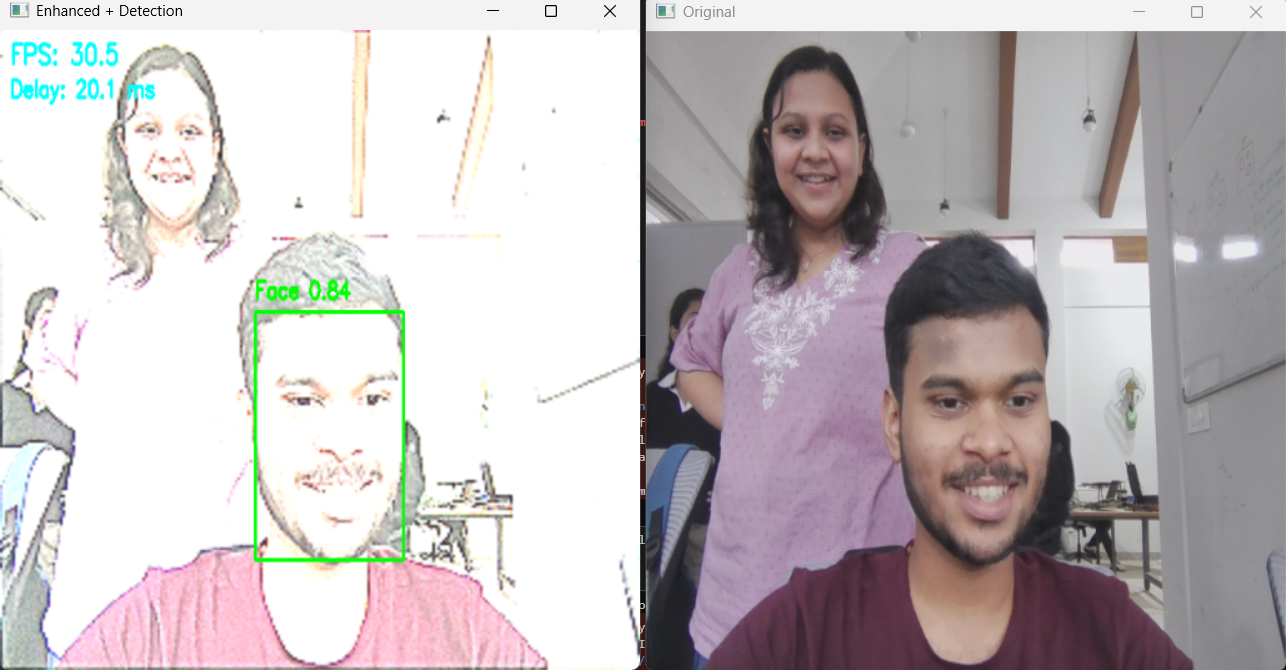 Enhanced + Detection
Original
FPS: 30.5
Delay: 20.1 ms
Face 0.84